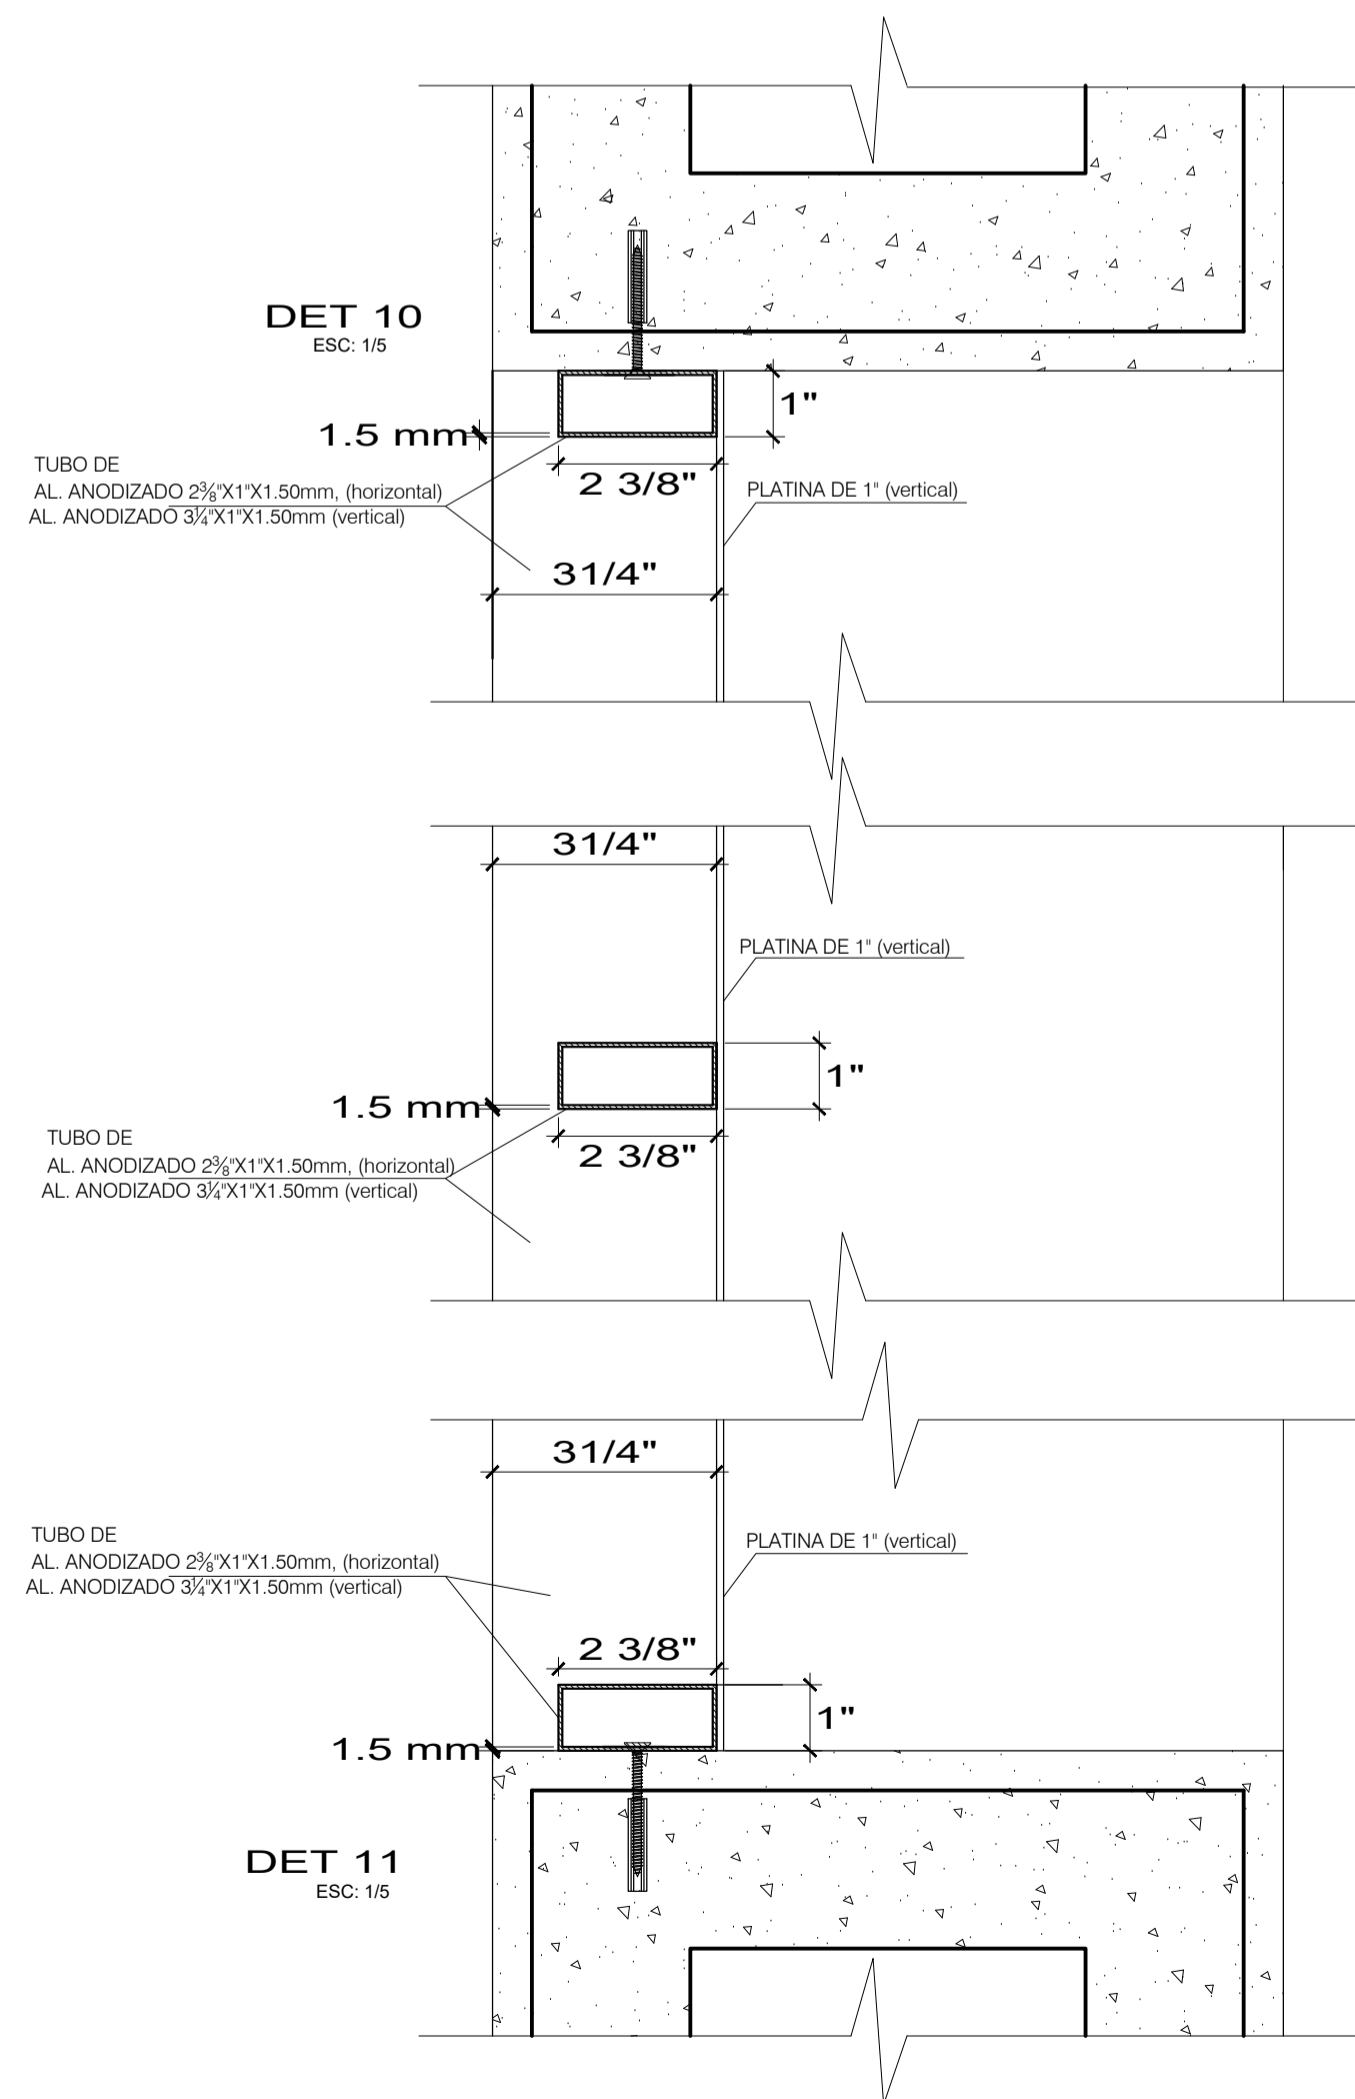 DET 10
ESC: 1/5
1"
1.5 mm
TUBO DE
AL. ANODIZADO 2⅜"X1"X1.50mm, (horizontal)
AL. ANODIZADO 3¼"X1"X1.50mm (vertical)
2 3/8"
PLATINA DE 1" (vertical)
31/4"
31/4"
PLATINA DE 1" (vertical)
1"
1.5 mm
TUBO DE
AL. ANODIZADO 2⅜"X1"X1.50mm, (horizontal)
AL. ANODIZADO 3¼"X1"X1.50mm (vertical)
2 3/8"
31/4"
TUBO DE
AL. ANODIZADO 2⅜"X1"X1.50mm, (horizontal)
AL. ANODIZADO 3¼"X1"X1.50mm (vertical)
PLATINA DE 1" (vertical)
2 3/8"
1"
1.5 mm
DET 11
ESC: 1/5